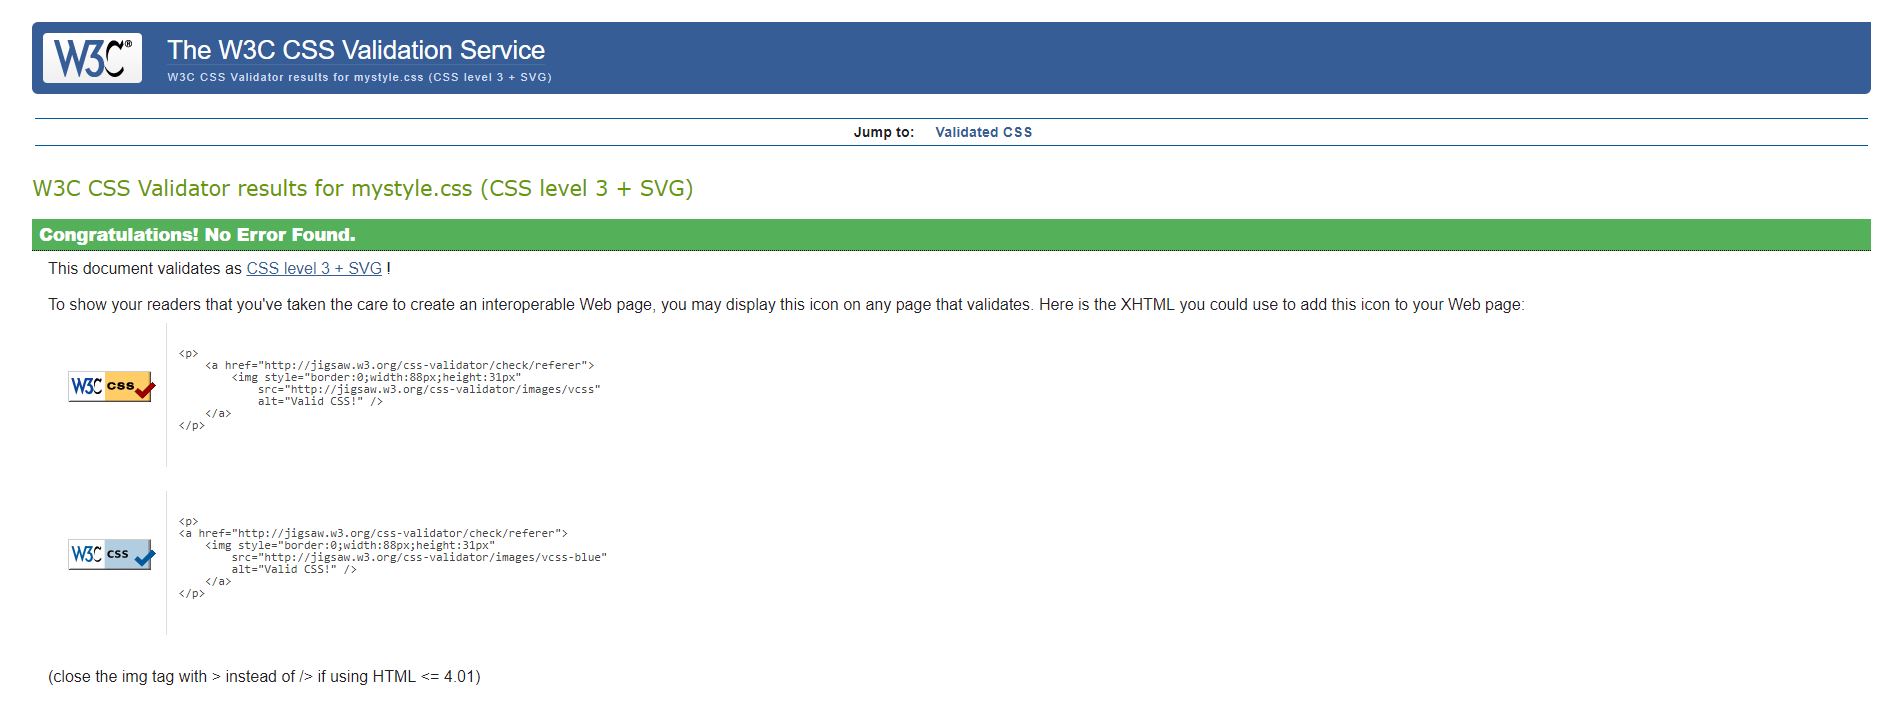 W3C®
The W3C CSS Validation Service
W3C CSS Validator results for mystyle.css (CSS level 3 + SVG)
Jump to: Validated CSS
W3C CSS Validator results for mystyle.css (CSS level 3 + SVG)
Congratulations! No Error Found.
This document validates as CSS level 3 + SVG !
To show your readers that you've taken the care to create an interoperable Web page, you may display this icon on any page that validates. Here is the XHTML you could use to add this icon to your Web page:
W3C css
<p>
<a href="http://jigsaw.w3.org/css-validator/check/referer">
<img style="border:0;width:88px;height:31px"
src="http://jigsaw.w3.org/css-validator/images/vcss"
alt="Valid CSS!" />
</a>
</p>
W3C css
<p>
<a href="http://jigsaw.w3.org/css-validator/check/referer">
<img style="border:0;width:88px;height:31px"
src="http://jigsaw.w3.org/css-validator/images/vcss-blue"
alt="Valid CSS!" />
</a>
</p>
(close the img tag with > instead of /> if using HTML <= 4.01)